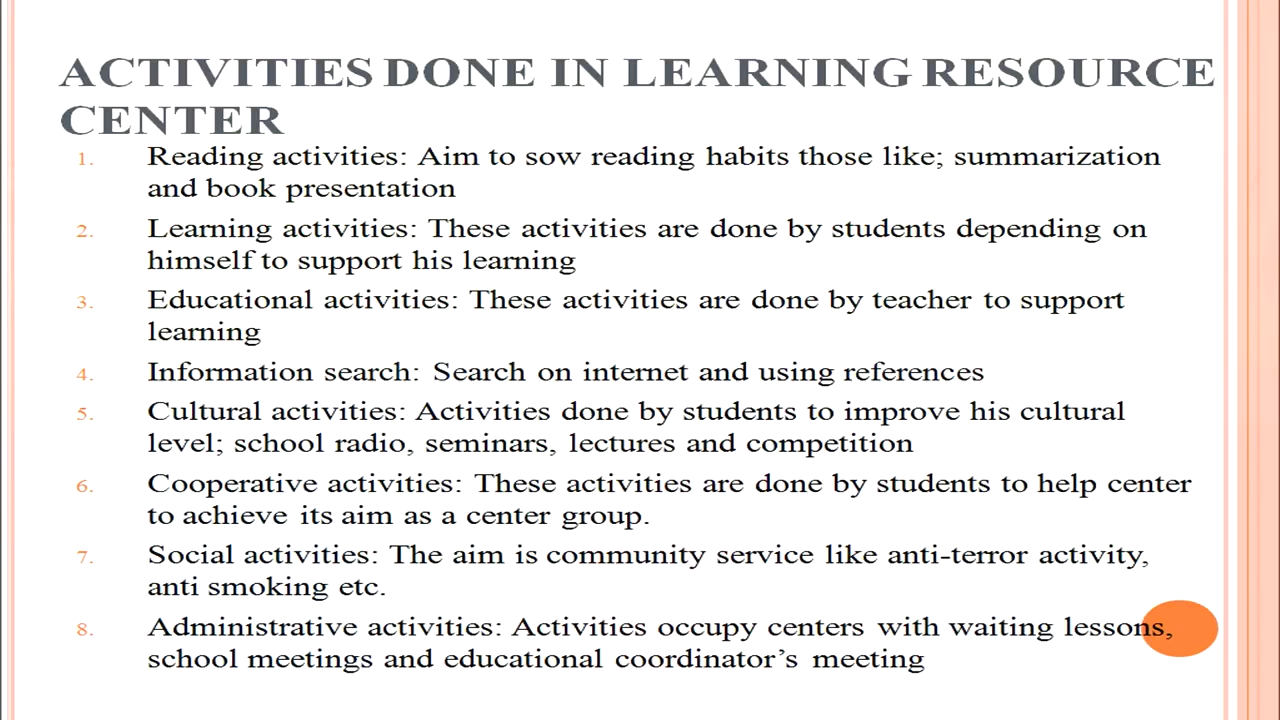 ACTIVITIES DONE IN LEARNING RESOURCE
CENTER
1. Reading activities: Aim to sow reading habits those like; summarization
and book presentation
2. Learning activities: These activities are done by students depending on
himself to support his learning
3. Educational activities: These activities are done by teacher to support
learning
4. Information search: Search on internet and using references
5. Cultural activities: Activities done by students to improve his cultural
level; school radio, seminars, lectures and competition
6. Cooperative activities: These activities are done by students to help center
to achieve its aim as a center group.
7. Social activities: The aim is community service like anti-terror activity,
anti smoking etc.
8. Administrative activities: Activities occupy centers with waiting lessons,
school meetings and educational coordinator’s meeting